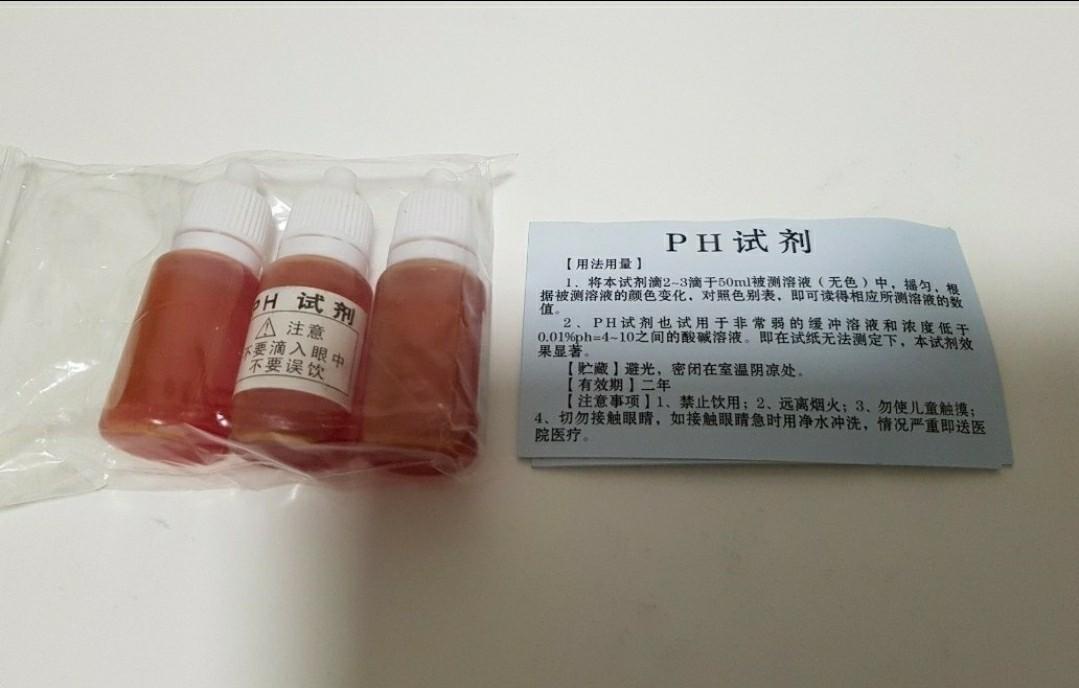 PH 试剂
注意
不要滴入眼中
不要误饮
PH试剂
【用法用量】
1、将本试剂滴2~3滴于50ml被测溶液（无色）中，摇匀，根
据被测溶液的颜色变化，对照色别表，即可读得相应所测溶液的数
值。
2、PH试剂也试用于非常弱的缓冲溶液和浓度低于
0.01%ph=4~10之间的酸碱溶液。即在试纸无法测定下，本试剂效
果显著。
【贮藏】避光，密闭在室温阴凉处。
【有效期】二年
【注意事项】1、禁止饮用；2、远离烟火；3、勿使儿童触摸；
4、切勿接触眼睛，如接触眼睛急时用净水冲洗，情况严重即送医
院医疗。